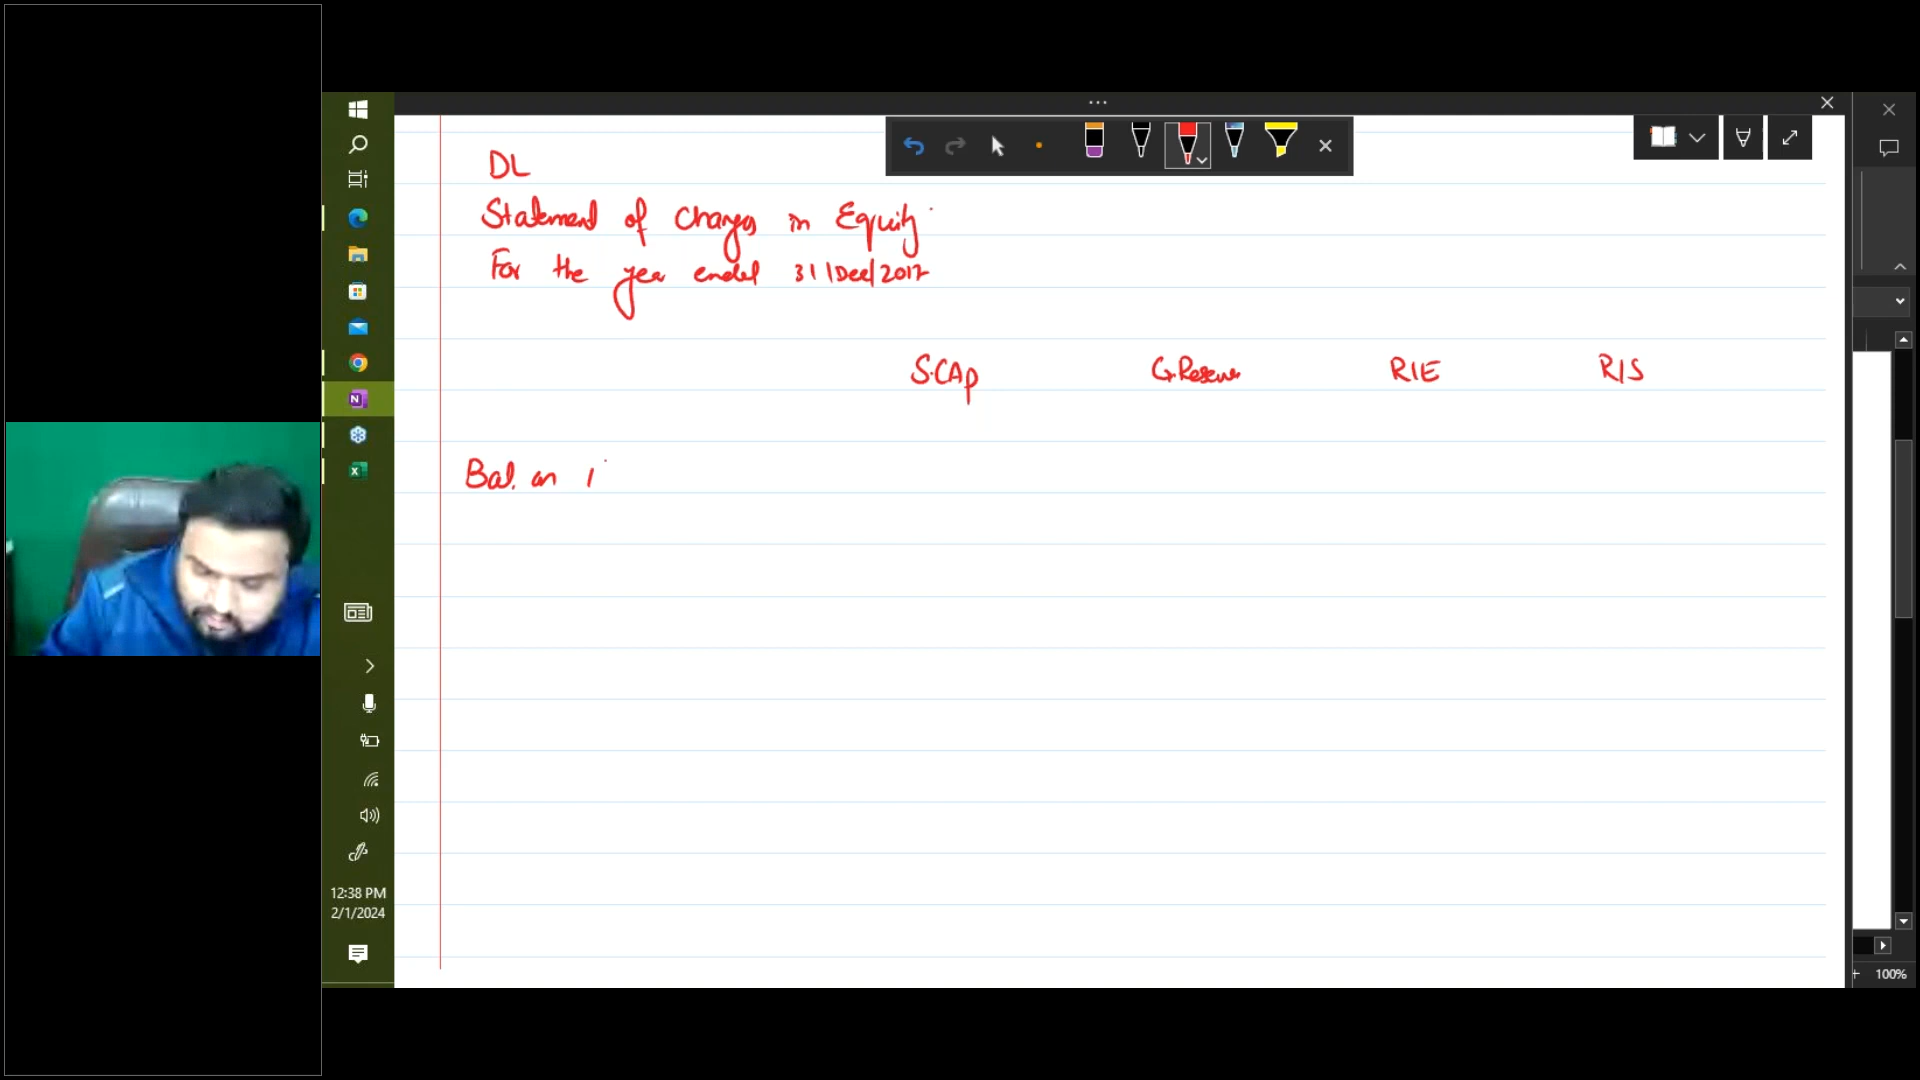 DL
Statement of Changes in Equity
For the year ended 31/Dec/2017
S.CAp G.Reserve R/E R/S
Bal. on 1
12:38 PM
2/1/2024
100%